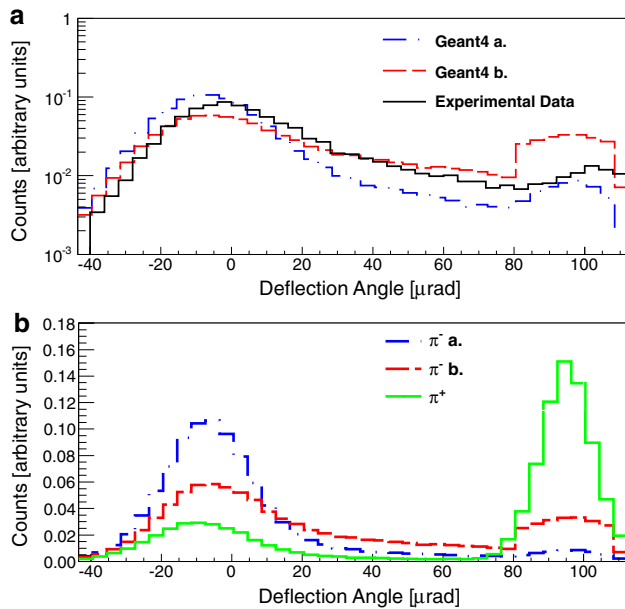 a
Counts [arbitrary units]
1
10⁻¹
10⁻²
10⁻³
Geant4 a.
Geant4 b.
Experimental Data
-40 -20 0 20 40 60 80 100
Deflection Angle [μrad]
b
Counts [arbitrary units]
0.18
0.16
0.14
0.12
0.10
0.08
0.06
0.04
0.02
0.00
π⁻ a.
π⁻ b.
π⁺
-40 -20 0 20 40 60 80 100
Deflection Angle [μrad]